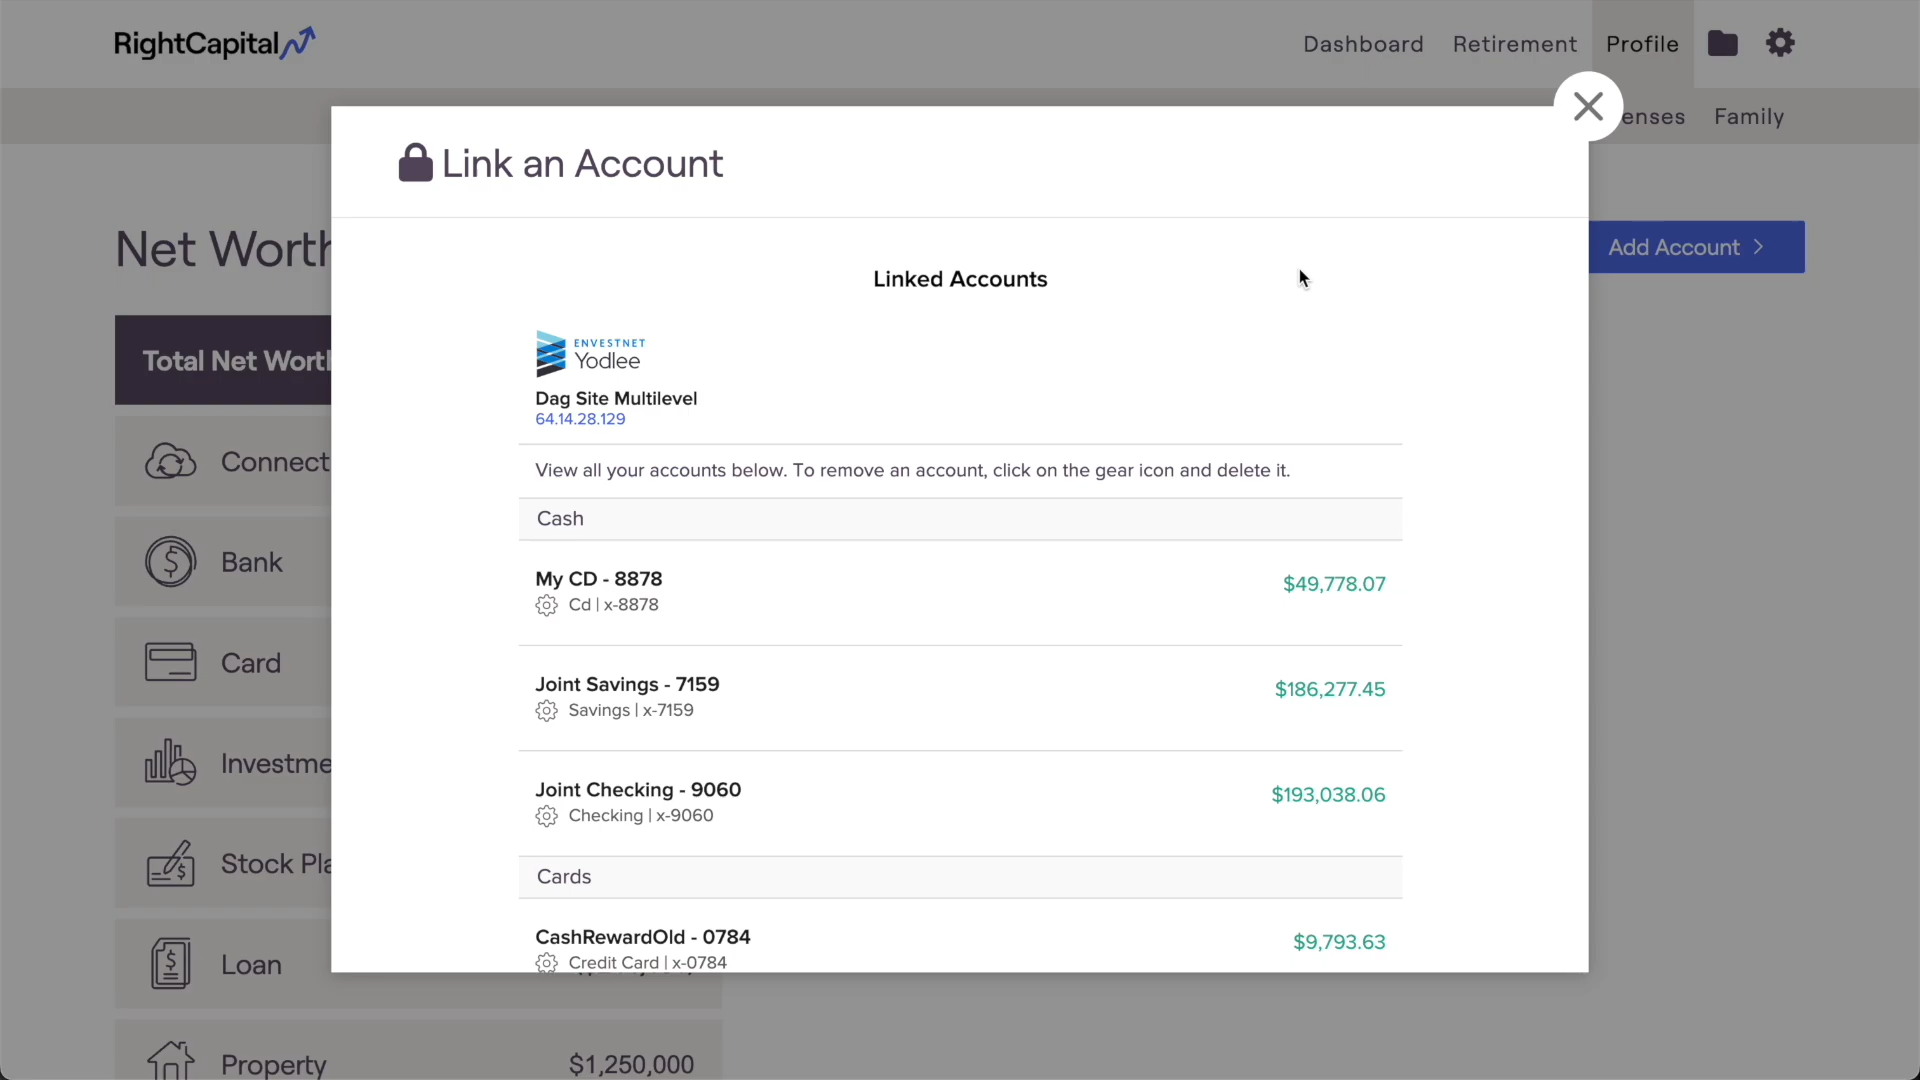 RightCapital
Dashboard
Retirement
Profile
enses
Family
Link an Account
Net Worth
Add Account
Linked Accounts
ENVESTNET
Yodlee
Dag Site Multilevel
64.14.28.129
Total Net Worth
View all your accounts below. To remove an account, click on the gear icon and delete it.
Connect
Cash
Bank
My CD - 8878
$49,778.07
Cd | x-8878
Card
Joint Savings - 7159
$186,277.45
Savings | x-7159
Investme
Joint Checking - 9060
$193,038.06
Checking | x-9060
Stock Pla
Cards
CashRewardOld - 0784
$9,793.63
Credit Card | x-0784
Loan
Property
$1,250,000